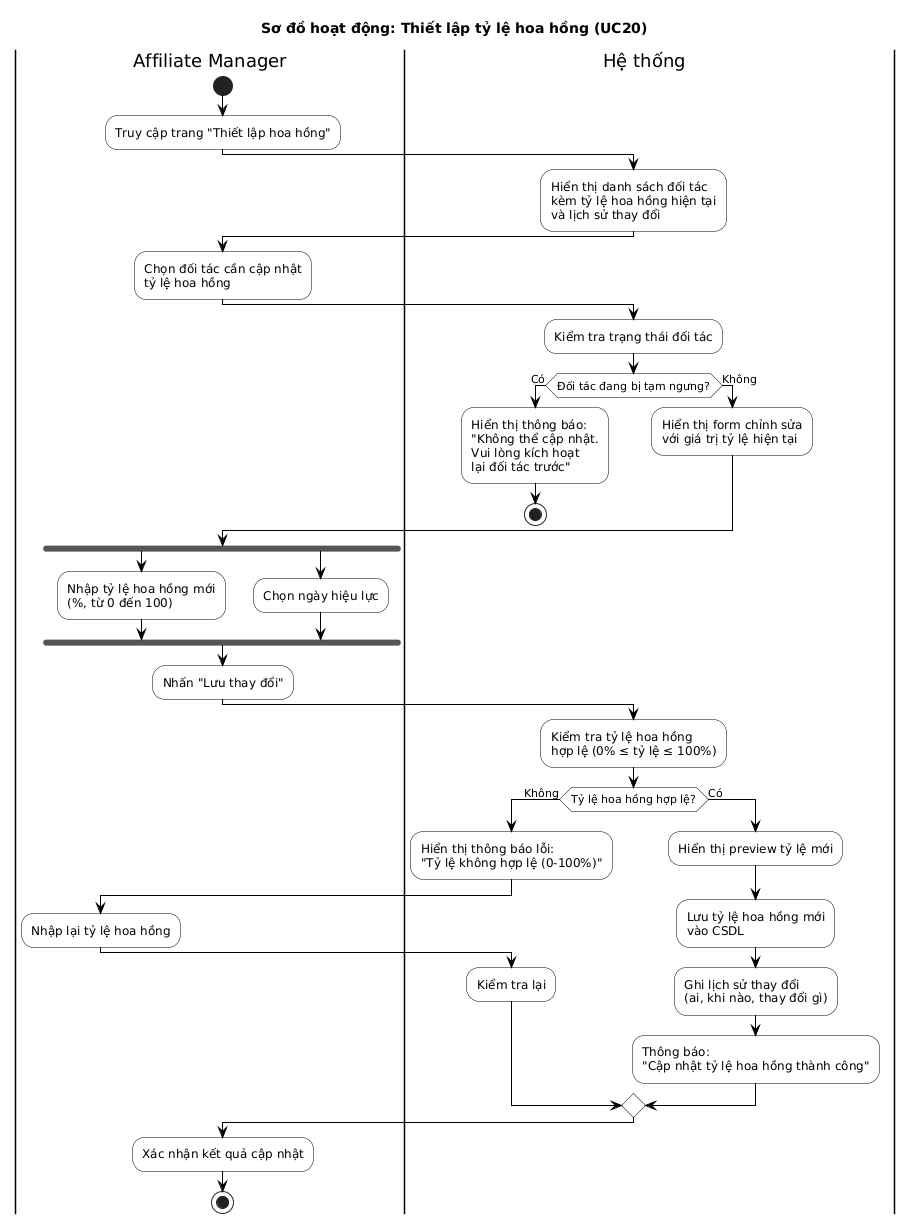 Sơ đồ hoạt động: Thiết lập tỷ lệ hoa hồng (UC20)
Affiliate Manager
Hệ thống
Truy cập trang "Thiết lập hoa hồng"
Hiển thị danh sách đối tác
kèm tỷ lệ hoa hồng hiện tại
và lịch sử thay đổi
Chọn đối tác cần cập nhật
tỷ lệ hoa hồng
Kiểm tra trạng thái đối tác
Có
Đối tác đang bị tạm ngưng?
Không
Hiển thị thông báo:
"Không thể cập nhật.
Vui lòng kích hoạt
lại đối tác trước"
Hiển thị form chỉnh sửa
với giá trị tỷ lệ hiện tại
Nhập tỷ lệ hoa hồng mới
(%, từ 0 đến 100)
Chọn ngày hiệu lực
Nhấn "Lưu thay đổi"
Kiểm tra tỷ lệ hoa hồng
hợp lệ (0% ≤ tỷ lệ ≤ 100%)
Không
Tỷ lệ hoa hồng hợp lệ?
Có
Hiển thị thông báo lỗi:
"Tỷ lệ không hợp lệ (0-100%)"
Hiển thị preview tỷ lệ mới
Nhập lại tỷ lệ hoa hồng
Lưu tỷ lệ hoa hồng mới
vào CSDL
Kiểm tra lại
Ghi lịch sử thay đổi
(ai, khi nào, thay đổi gì)
Thông báo:
"Cập nhật tỷ lệ hoa hồng thành công"
Xác nhận kết quả cập nhật